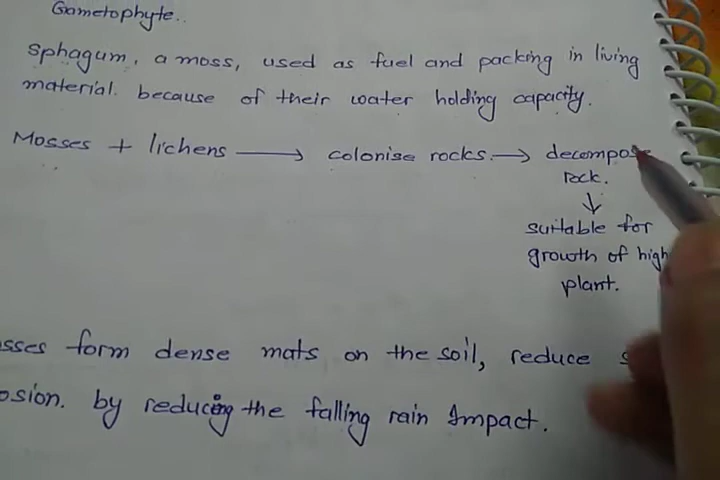 Gametophyte..
Sphagum, a moss, used as fuel and packing in living
material. because of their water holding capacity.
Mosses + lichens → colonise rocks. → decompose
rock.
↓
suitable for
growth of high
plant.
sses form dense mats on the soil, reduce s
osion. by reducing the falling rain Impact.